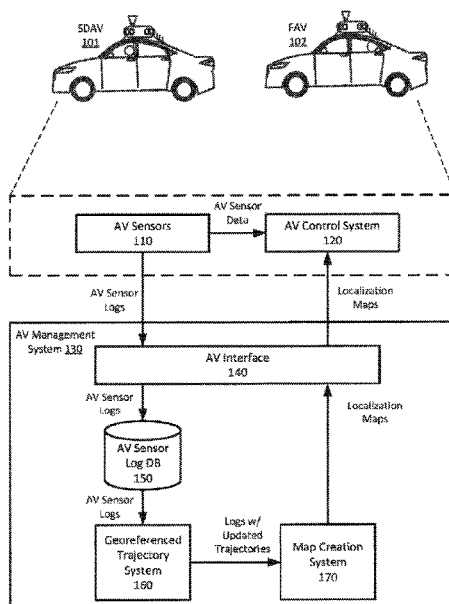 SDAV
101
FAV
102
AV Sensors
110
AV Sensor
Data
AV Control System
120
AV Sensor
Logs
Localization
Maps
AV Management
System 130
AV Interface
140
AV Sensor
Logs
Localization
Maps
AV Sensor
Log DB
150
AV Sensor
Logs
Georeferenced
Trajectory
System
160
Logs w/
Updated
Trajectories
Map Creation
System
170